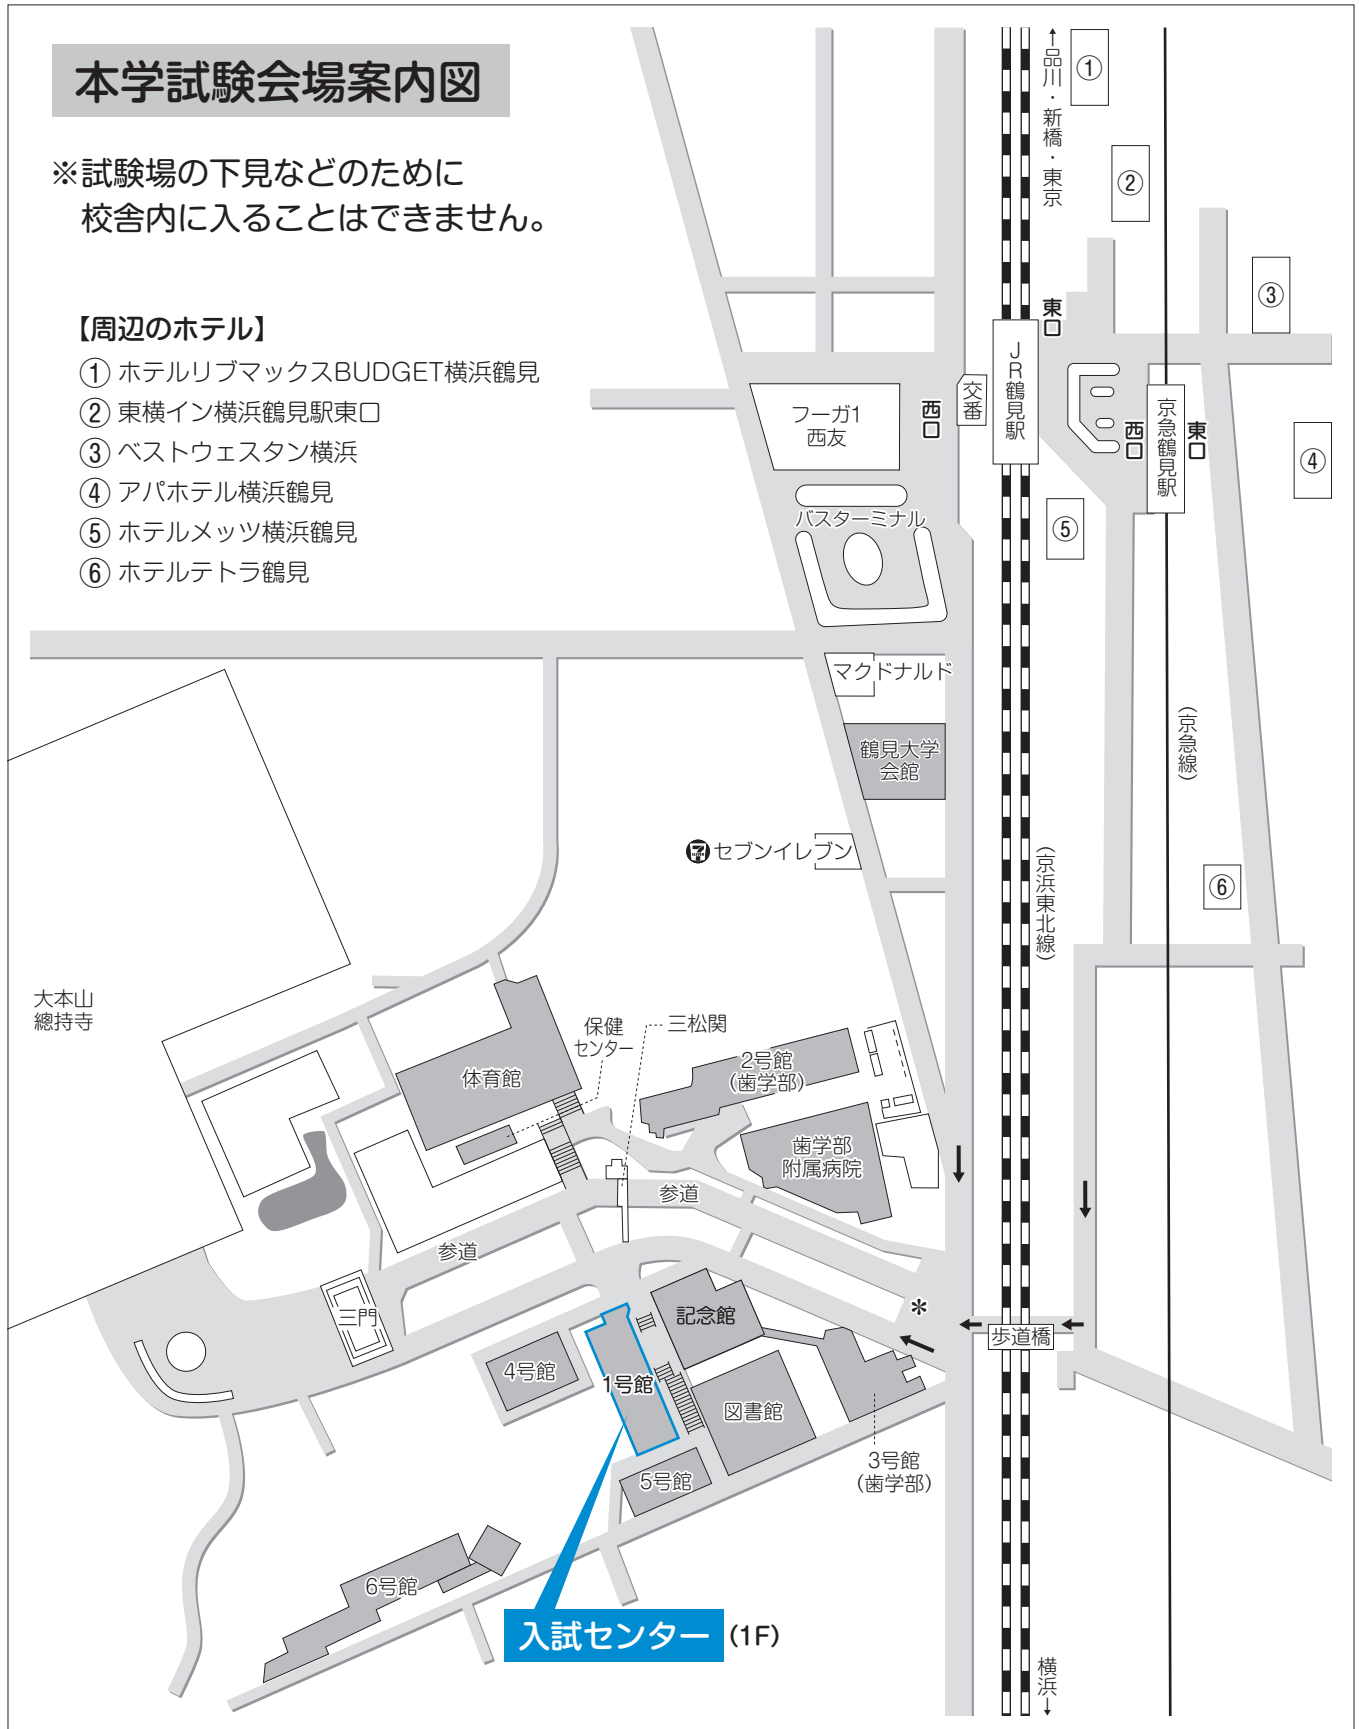 本学試験会場案内図
※試験場の下見などのために
校舎内に入ることはできません。
【周辺のホテル】
① ホテルリブマックスBUDGET横浜鶴見
② 東横イン横浜鶴見駅東口
③ ベストウェスタン横浜
④ アパホテル横浜鶴見
⑤ ホテルメッツ横浜鶴見
⑥ ホテルテトラ鶴見
←品川・新橋・東京
①
②
③
東口
JR鶴見駅
交番
西口
フーガ1
西友
西口
京急鶴見駅
東口
④
⑤
バスターミナル
マクドナルド
鶴見大学
会館
(京急線)
セブンイレブン
(京浜東北線)
⑥
大本山
總持寺
保健
センター
三松関
体育館
2号館
(歯学部)
歯学部
附属病院
参道
参道
三門
記念館
*
歩道橋
4号館
1号館
図書館
3号館
(歯学部)
5号館
6号館
入試センター (1F)
横浜→